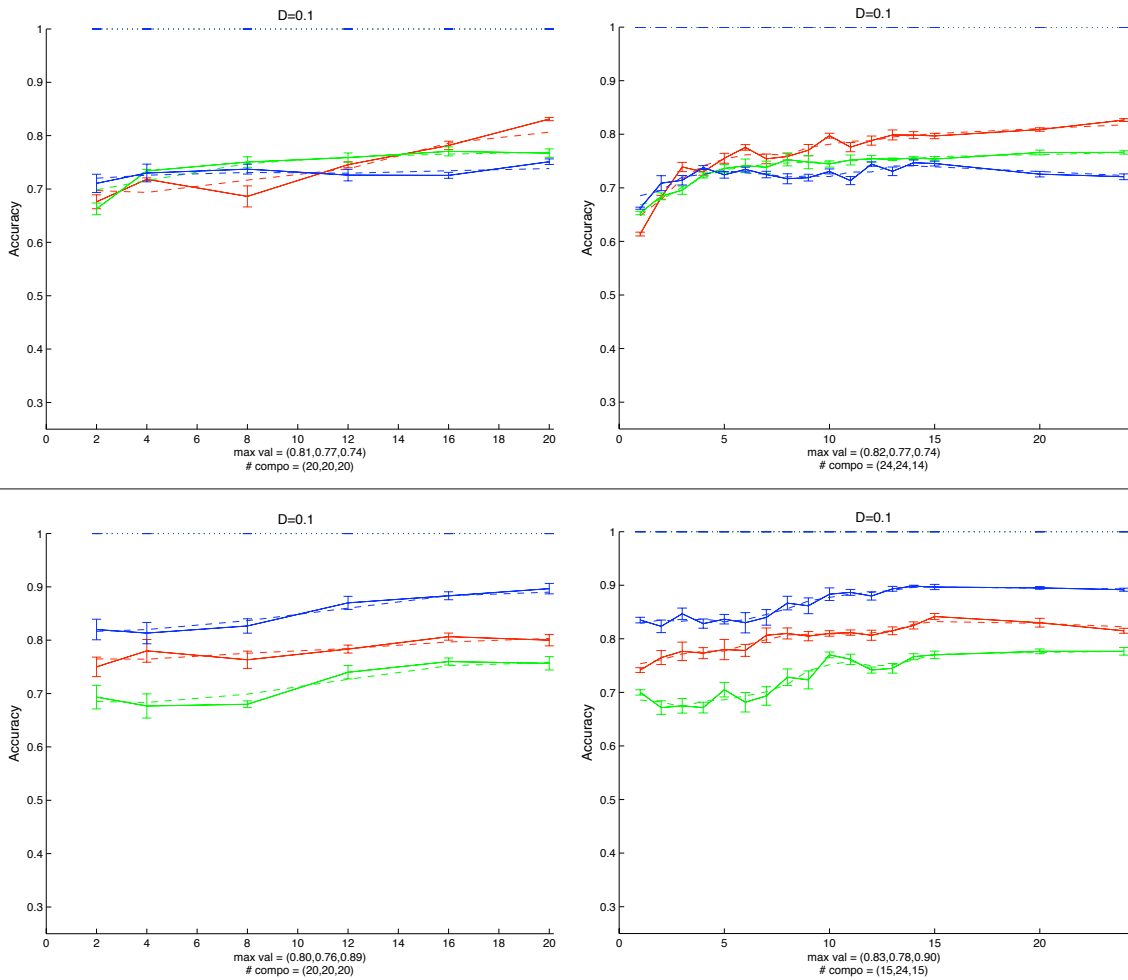 D=0.1
1
0.9
0.8
0.7
0.6
0.5
0.4
0.3
Accuracy
0 2 4 6 8 10 12 14 16 18 20
max val = (0.81,0.77,0.74)
# compo = (20,20,20)
D=0.1
1
0.9
0.8
0.7
0.6
0.5
0.4
0.3
Accuracy
0 5 10 15 20
max val = (0.82,0.77,0.74)
# compo = (24,24,14)
D=0.1
1
0.9
0.8
0.7
0.6
0.5
0.4
0.3
Accuracy
0 2 4 6 8 10 12 14 16 18 20
max val = (0.80,0.76,0.89)
# compo = (20,20,20)
D=0.1
1
0.9
0.8
0.7
0.6
0.5
0.4
0.3
Accuracy
0 5 10 15 20
max val = (0.83,0.78,0.90)
# compo = (15,24,15)